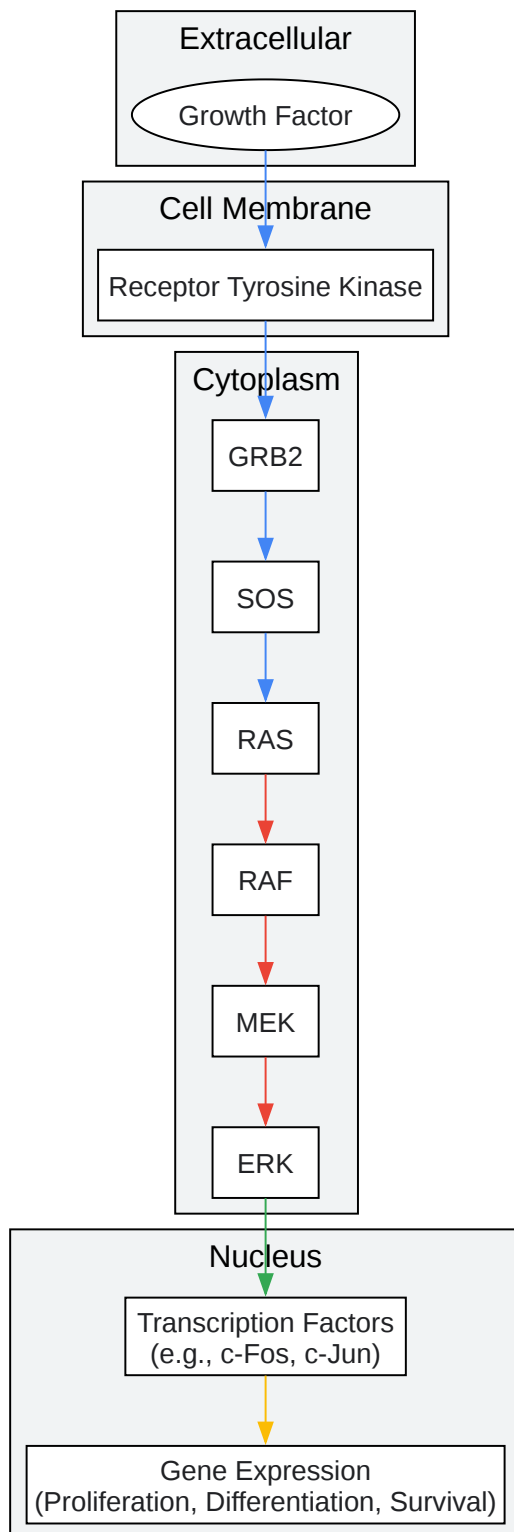 Extracellular
Growth Factor
Cell Membrane
Receptor Tyrosine Kinase
Cytoplasm
GRB2
SOS
RAS
RAF
MEK
ERK
Nucleus
Transcription Factors
(e.g., c-Fos, c-Jun)
Gene Expression
(Proliferation, Differentiation, Survival)